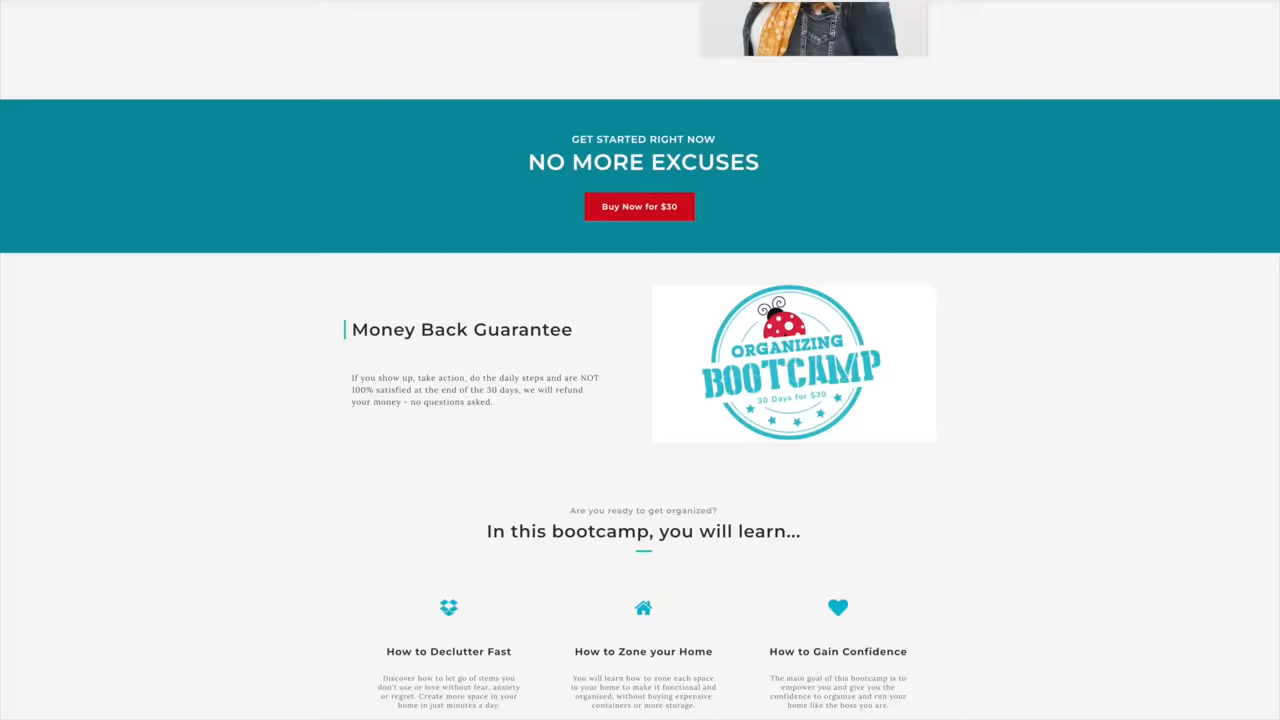 GET STARTED RIGHT NOW
NO MORE EXCUSES
Buy Now for $30
Money Back Guarantee
If you show up, take action, do the daily steps and are NOT
100% satisfied at the end of the 30 days, we will refund
your money - no questions asked.
ORGANIZING
BOOTCAMP
30 Days for $30
Are you ready to get organized?
In this bootcamp, you will learn...
How to Declutter Fast
Discover how to let go of items you
don't use or love without fear, anxiety
or regret. Create more space in your
home in just minutes a day.
How to Zone your Home
You will learn how to zone each space
in your home to make it functional and
organized, without buying expensive
containers or more storage.
How to Gain Confidence
The main goal of this bootcamp is to
empower you and give you the
confidence to organize and run your
home like the boss you are.